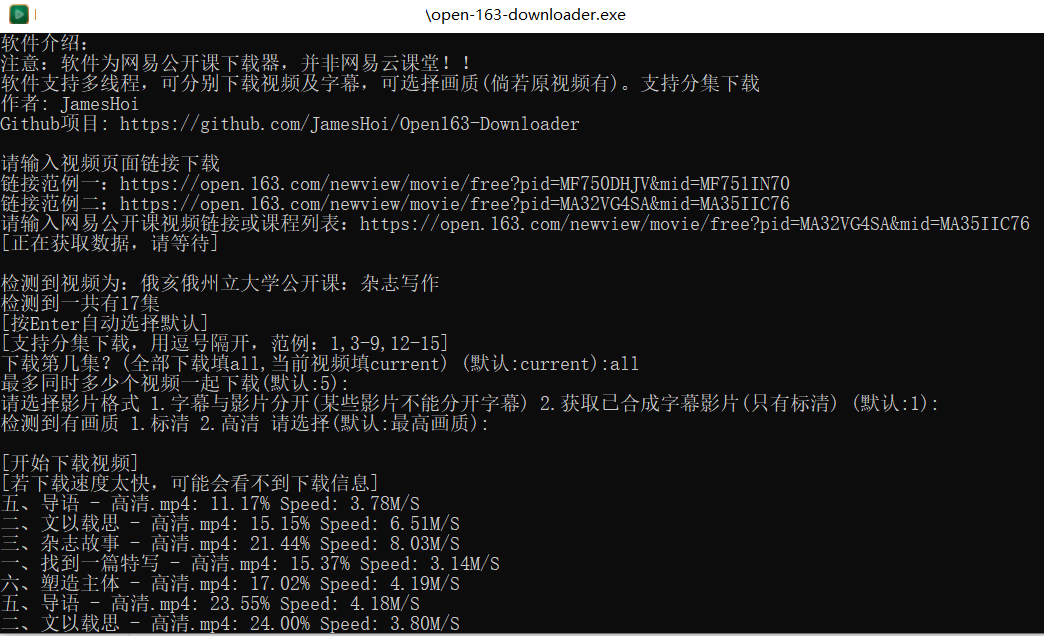 \open-163-downloader.exe
软件介绍：
注意：软件为网易公开课下载器，并非网易云课堂！！
软件支持多线程，可分别下载视频及字幕，可选择画质(倘若原视频有)。支持分集下载
作者: JamesHoi
Github项目: https://github.com/JamesHoi/Open163-Downloader
请输入视频页面链接下载
链接范例一：https://open.163.com/newview/movie/free?pid=MF750DHJV&mid=MF751IN70
链接范例二：https://open.163.com/newview/movie/free?pid=MA32VG4SA&mid=MA35IIC76
请输入网易公开课视频链接或课程列表：https://open.163.com/newview/movie/free?pid=MA32VG4SA&mid=MA35IIC76
[正在获取数据，请等待]
检测到视频为：俄亥俄州立大学公开课：杂志写作
检测到一共有17集
[按Enter自动选择默认]
[支持分集下载，用逗号隔开，范例：1,3-9,12-15]
下载第几集？(全部下载填all,当前视频填current) (默认:current):all
最多同时多少个视频一起下载(默认:5):
请选择影片格式 1.字幕与影片分开(某些影片不能分开字幕) 2.获取已合成字幕影片(只有标清) (默认:1):
检测到有画质 1.标清 2.高清 请选择(默认:最高画质):
[开始下载视频]
[若下载速度太快，可能会看不到下载信息]
五、导语 - 高清.mp4: 11.17% Speed: 3.78M/S
二、文以载思 - 高清.mp4: 15.15% Speed: 6.51M/S
三、杂志故事 - 高清.mp4: 21.44% Speed: 8.03M/S
一、找到一篇特写 - 高清.mp4: 15.37% Speed: 3.14M/S
六、塑造主体 - 高清.mp4: 17.02% Speed: 4.19M/S
五、导语 - 高清.mp4: 23.55% Speed: 4.18M/S
二、文以载思 - 高清.mp4: 24.00% Speed: 3.80M/S